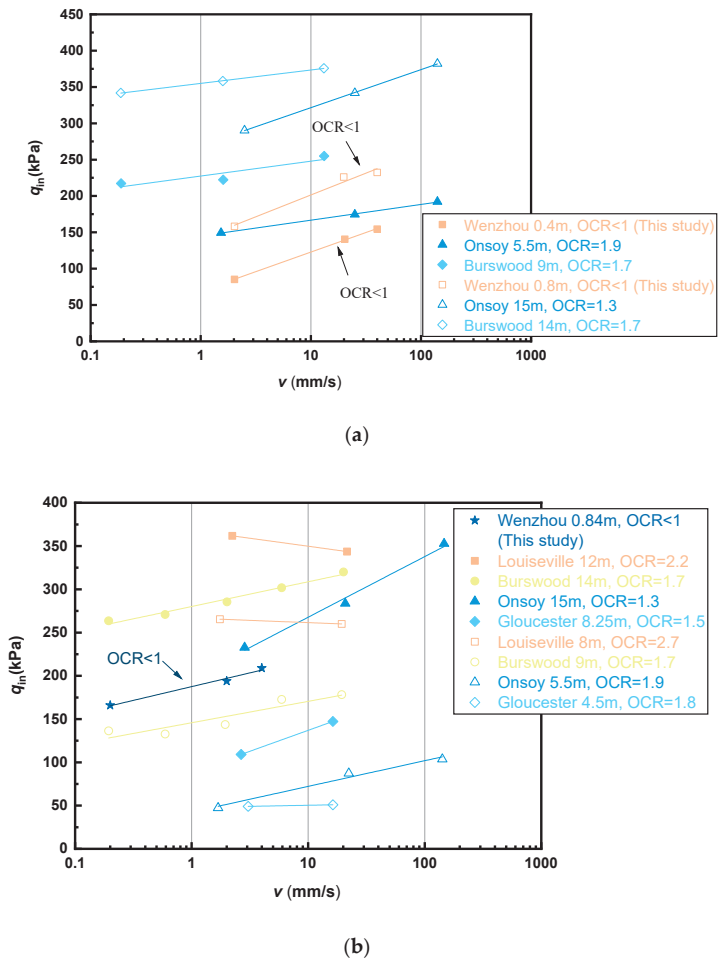 450
400
350
300
250
200
150
100
50
0
q_in(kPa)
OCR<1
OCR<1
Wenzhou 0.4m, OCR<1 (This study)
Onsoy 5.5m, OCR=1.9
Burswood 9m, OCR=1.7
Wenzhou 0.8m, OCR<1 (This study)
Onsoy 15m, OCR=1.3
Burswood 14m, OCR=1.7
0.1 1 10 100 1000
v (mm/s)
(a)
400
350
300
250
200
150
100
50
0
q_in(kPa)
OCR<1
Wenzhou 0.84m, OCR<1
(This study)
Louiseville 12m, OCR=2.2
Burswood 14m, OCR=1.7
Onsoy 15m, OCR=1.3
Gloucester 8.25m, OCR=1.5
Louiseville 8m, OCR=2.7
Burswood 9m, OCR=1.7
Onsoy 5.5m, OCR=1.9
Gloucester 4.5m, OCR=1.8
0.1 1 10 100 1000
v (mm/s)
(b)